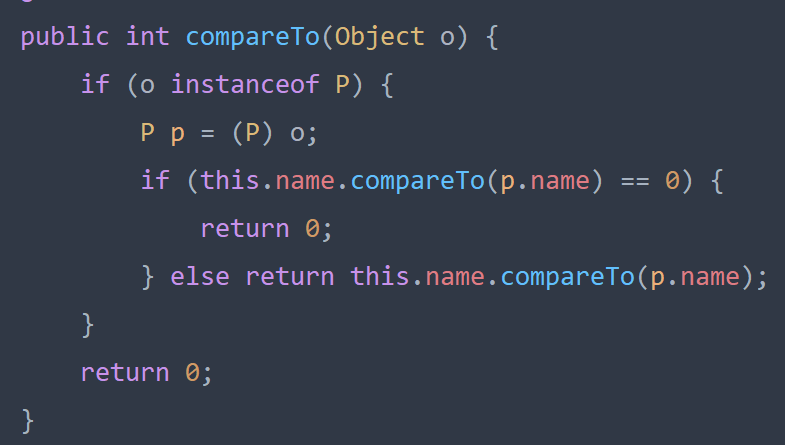 public int compareTo(Object o) {
    if (o instanceof P) {
        P p = (P) o;
        if (this.name.compareTo(p.name) == 0) {
            return 0;
        } else return this.name.compareTo(p.name);
    }
    return 0;
}